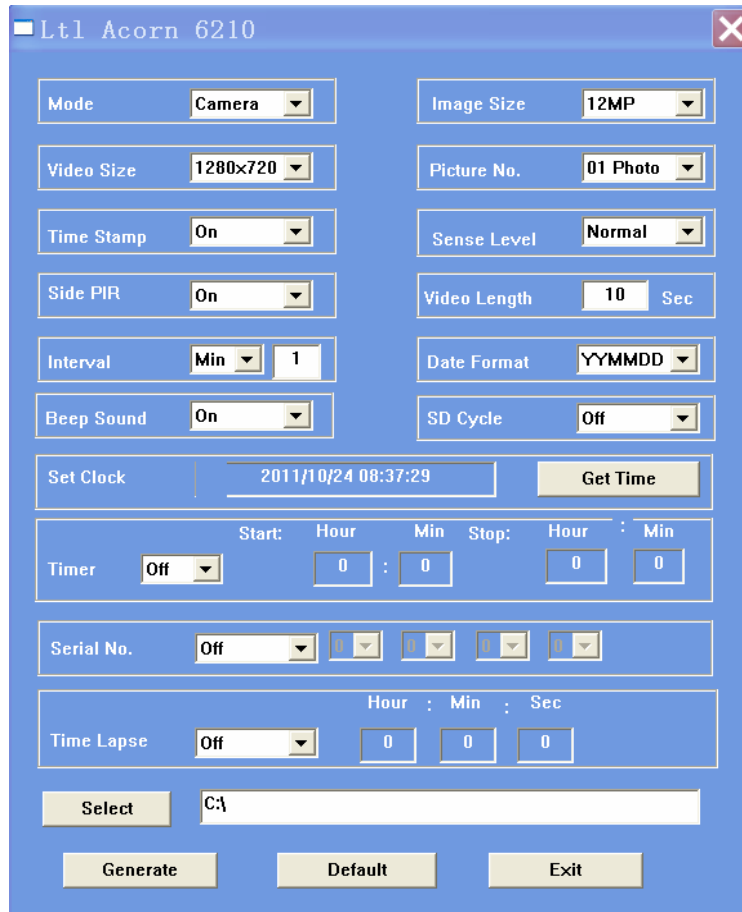 Ltl Acorn 6210
Mode Camera Image Size 12MP
Video Size 1280x720 Picture No. 01 Photo
Time Stamp On Sense Level Normal
Side PIR On Video Length 10 Sec
Interval Min 1 Date Format YYMMDD
Beep Sound On SD Cycle Off
Set Clock 2011/10/24 08:37:29 Get Time
Start: Hour Min Stop: Hour : Min
Timer Off 0 : 0 0 0
Serial No. Off 0 0 0 0
Hour : Min : Sec
Time Lapse Off 0 0 0
Select C:\
Generate Default Exit